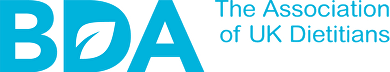 BDA
The Association
of UK Dietitians